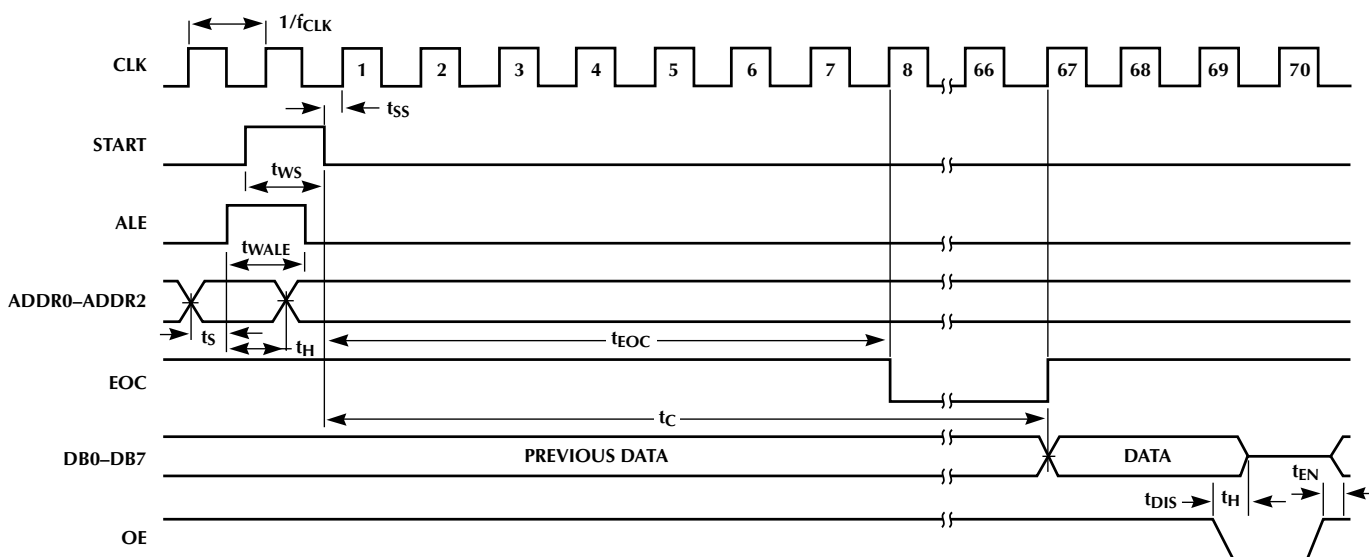 1/fCLK
CLK 1 2 3 4 5 6 7 8 66 67 68 69 70
tSS
START
tWS
ALE
tWALE
ADDR0–ADDR2
tS
tH
tEOC
EOC
tC
DB0–DB7 PREVIOUS DATA DATA
tEN
tDIS tH
OE